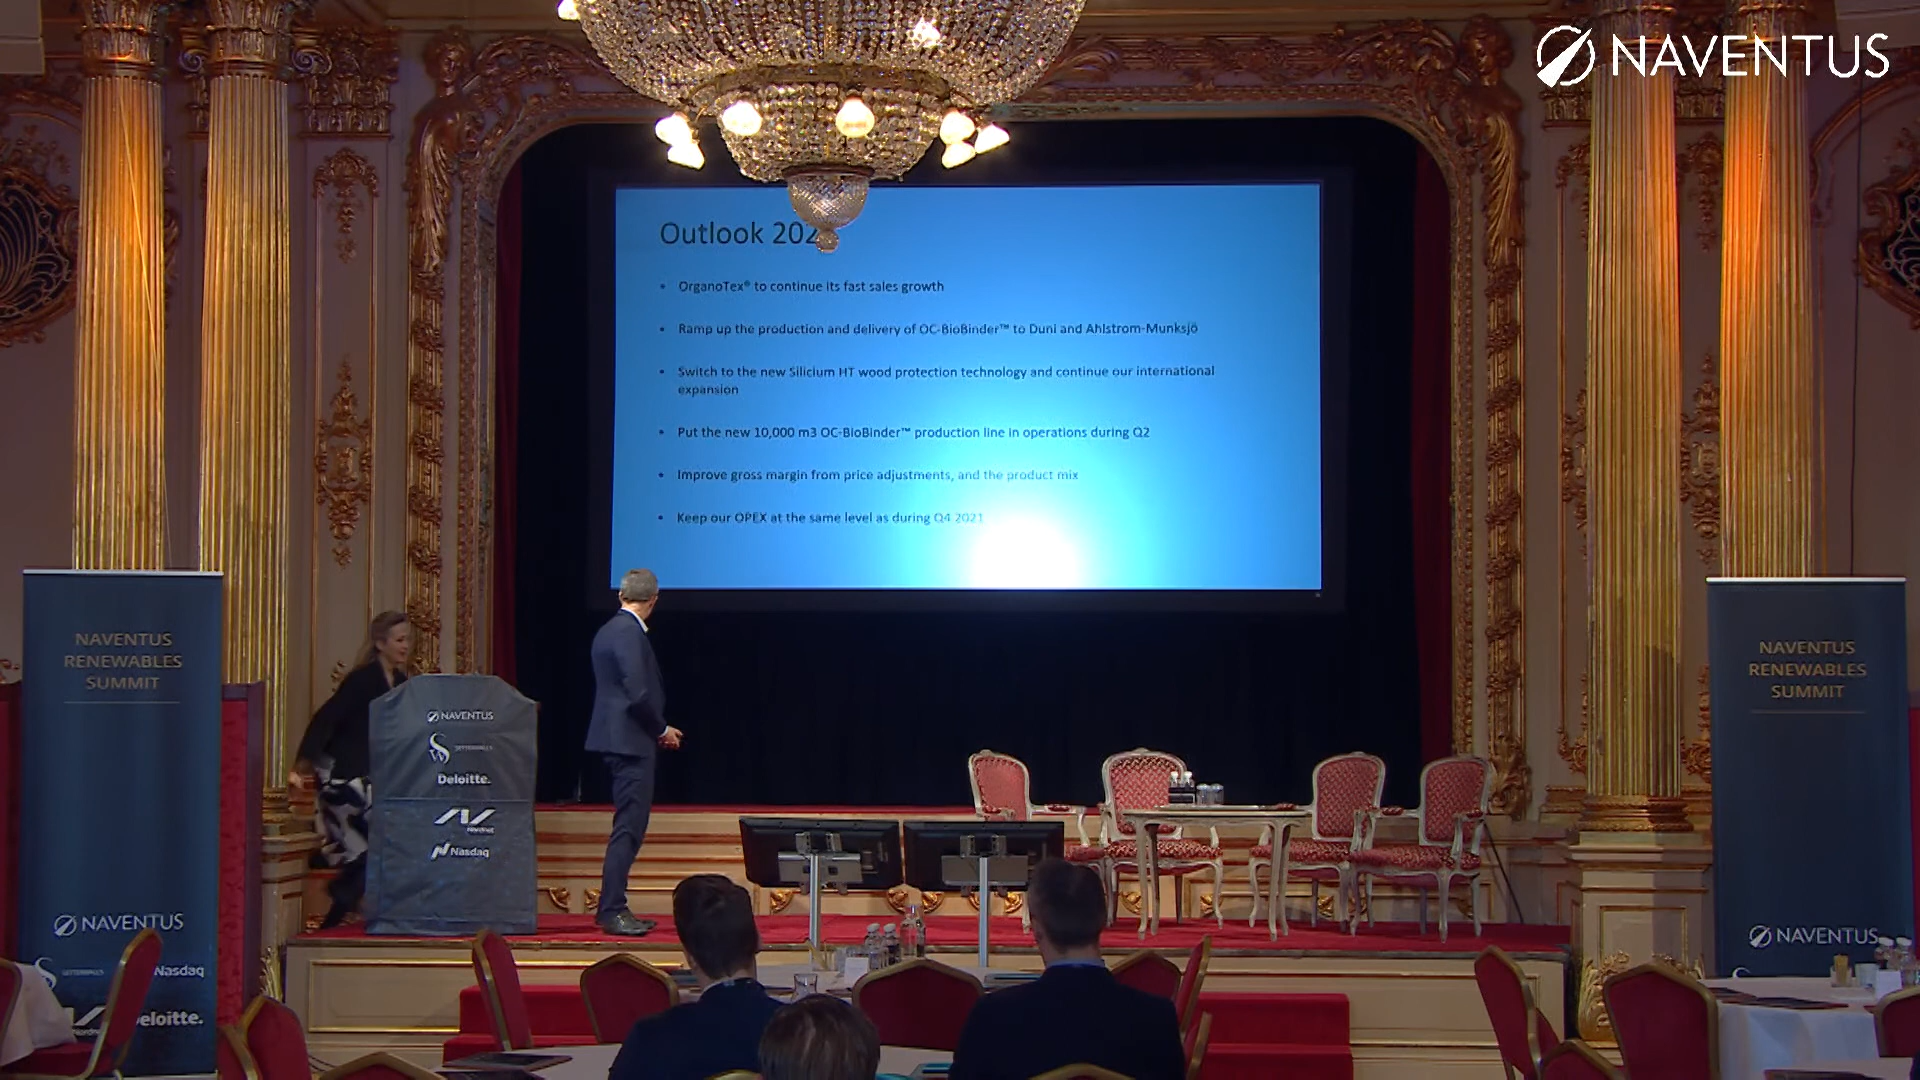 NAVENTUS
Outlook 202
• OrganoTex® to continue its fast sales growth
• Ramp up the production and delivery of OC-BioBinder™ to Duni and Ahlstrom-Munksjö
• Switch to the new Silicium HT wood protection technology and continue our international
expansion
• Put the new 10,000 m3 OC-BioBinder™ production line in operations during Q2
• Improve gross margin from price adjustments, and the product mix
• Keep our OPEX at the same level as during Q4 2021
NAVENTUS
RENEWABLES
SUMMIT
NAVENTUS
Nasdaq
Nordn
eloitte.
NAVENTUS
Deloitte.
Nordnet
Nasdaq
NAVENTUS
RENEWABLES
SUMMIT
NAVENTUS